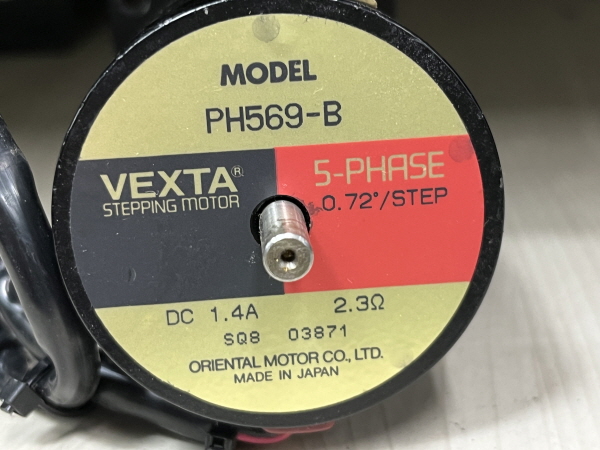 MODEL
PH569-B
VEXTA®
STEPPING MOTOR
5-PHASE
0.72°/STEP
DC 1.4A 2.3Ω
SQ8 03871
ORIENTAL MOTOR CO., LTD.
MADE IN JAPAN